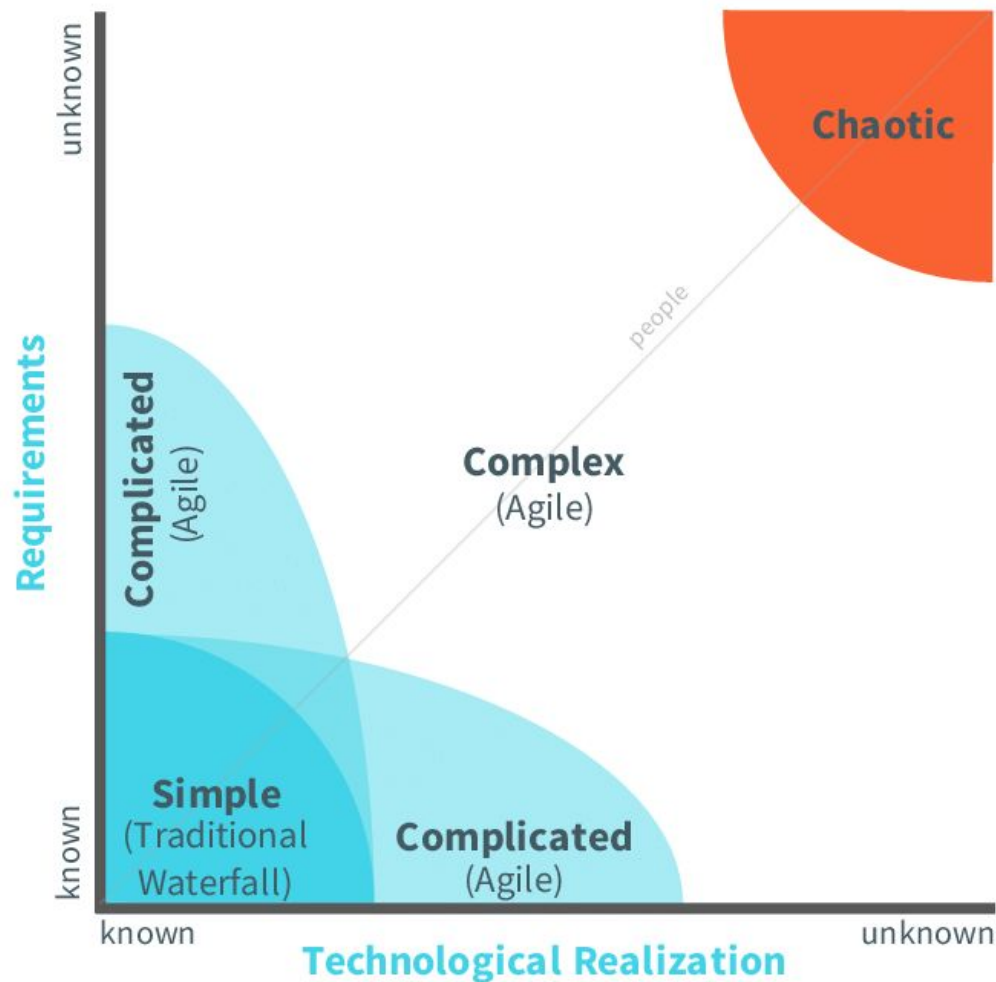 unknown
Chaotic
people
Requirements
Complicated
(Agile)
Complex
(Agile)
Simple
(Traditional
Waterfall)
Complicated
(Agile)
known
known
unknown
Technological Realization